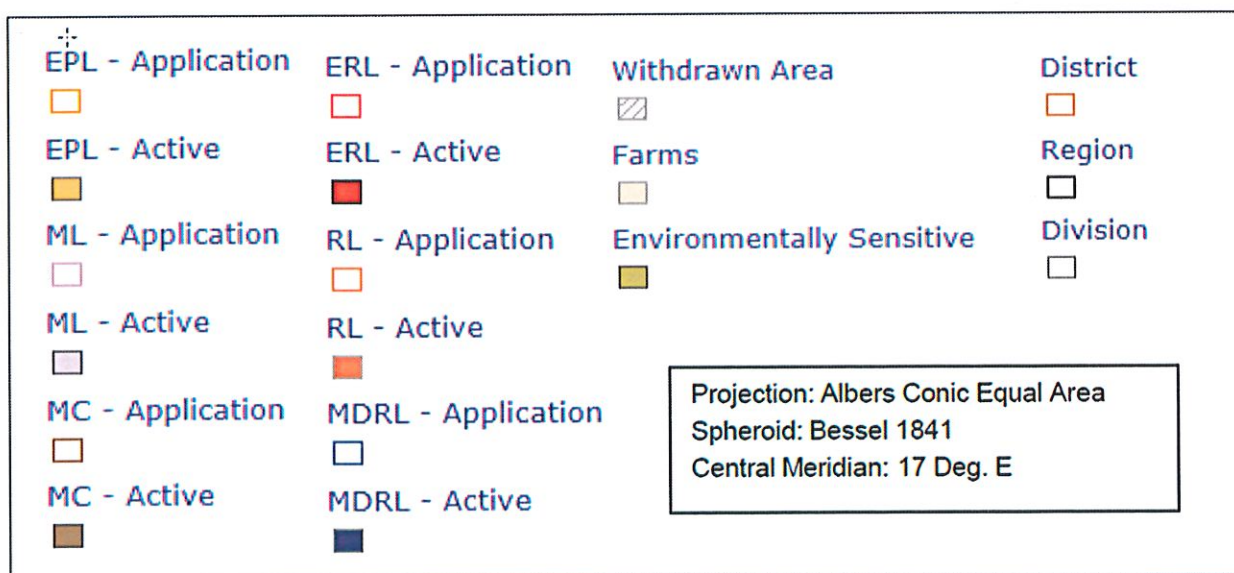 EPL - Application
EPL - Active
ML - Application
ML - Active
MC - Application
MC - Active
ERL - Application
ERL - Active
RL - Application
RL - Active
MDRL - Application
MDRL - Active
Withdrawn Area
Farms
Environmentally Sensitive
District
Region
Division
Projection: Albers Conic Equal Area
Spheroid: Bessel 1841
Central Meridian: 17 Deg. E